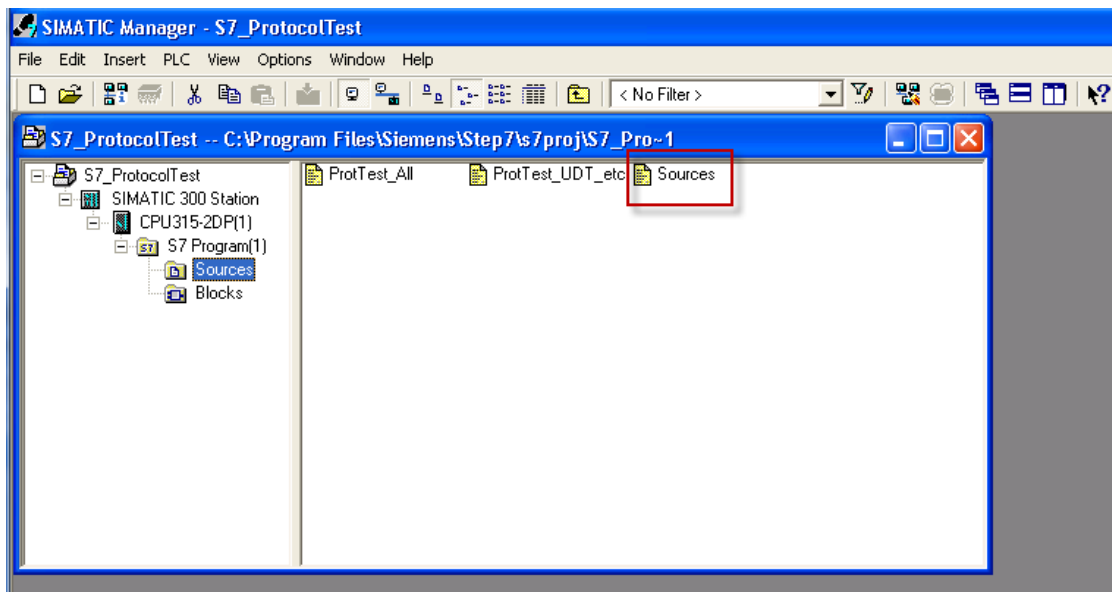 SIMATIC Manager - S7_ProtocolTest
File Edit Insert PLC View Options Window Help
< No Filter >
S7_ProtocolTest -- C:\Program Files\Siemens\Step7\s7proj\S7_Pro~1
S7_ProtocolTest
SIMATIC 300 Station
CPU315-2DP(1)
S7 Program(1)
Sources
Blocks
ProtTest_All ProtTest_UDT_etc Sources